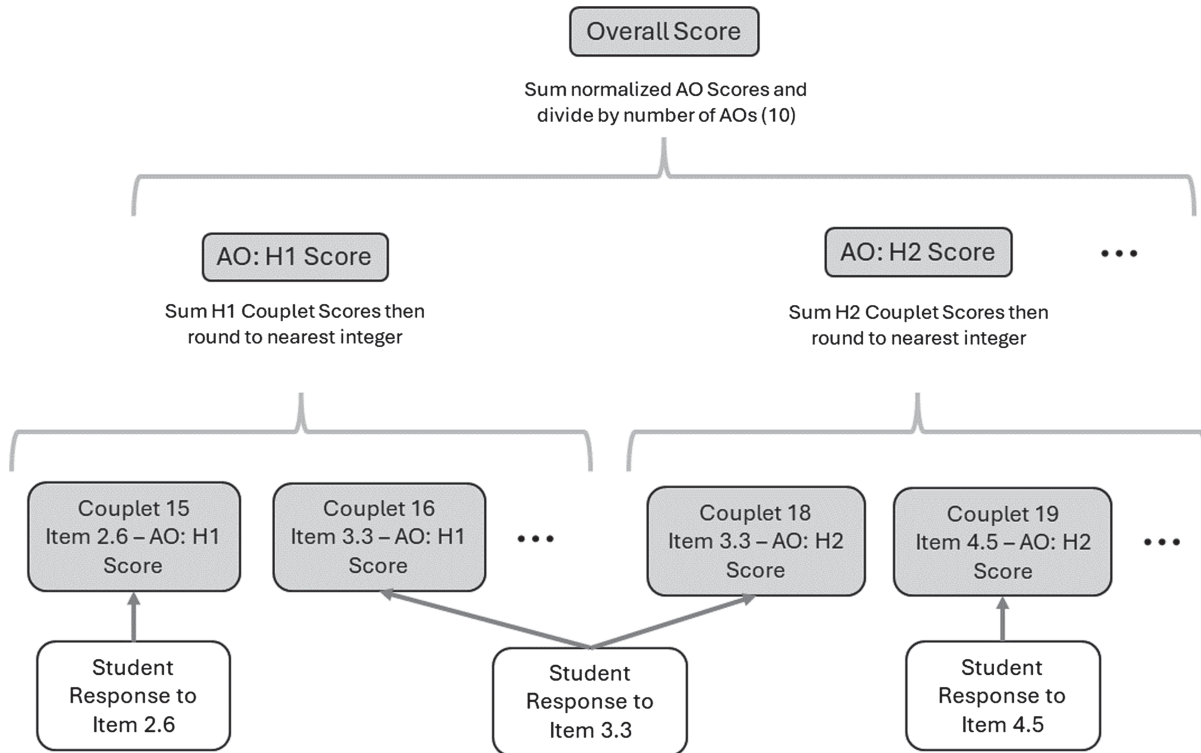 Overall Score
Sum normalized AO Scores and
divide by number of AOs (10)
AO: H1 Score
AO: H2 Score
•••
Sum H1 Couplet Scores then
round to nearest integer
Sum H2 Couplet Scores then
round to nearest integer
Couplet 15
Item 2.6 – AO: H1
Score
Couplet 16
Item 3.3 – AO: H1
Score
•••
Couplet 18
Item 3.3 – AO: H2
Score
Couplet 19
Item 4.5 – AO: H2
Score
•••
Student
Response to
Item 2.6
Student
Response to
Item 3.3
Student
Response to
Item 4.5